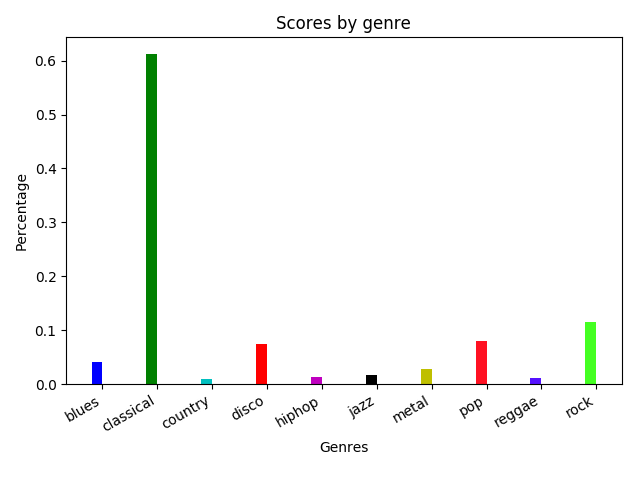 Scores by genre
0.6
0.5
0.4
0.3
0.2
0.1
0.0
Percentage
blues
classical
country
disco
hiphop
jazz
metal
pop
reggae
rock
Genres